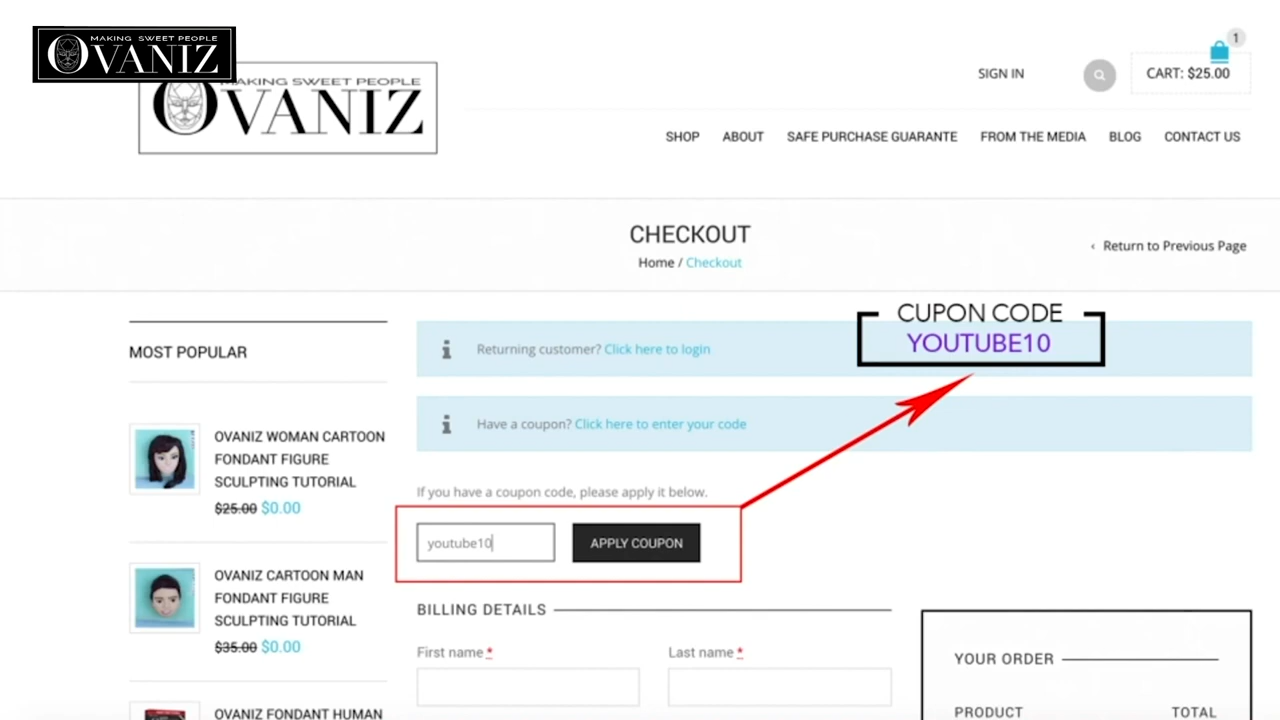 MAKING SWEET PEOPLE
OVANIZ
MAKING SWEET PEOPLE
OVANIZ
1
SIGN IN
CART: $25.00
SHOP ABOUT SAFE PURCHASE GUARANTE FROM THE MEDIA BLOG CONTACT US
CHECKOUT
Home / Checkout
‹ Return to Previous Page
MOST POPULAR
OVANIZ WOMAN CARTOON
FONDANT FIGURE
SCULPTING TUTORIAL
$25.00 $0.00
OVANIZ CARTOON MAN
FONDANT FIGURE
SCULPTING TUTORIAL
$35.00 $0.00
OVANIZ FONDANT HUMAN
CUPON CODE
YOUTUBE10
Returning customer? Click here to login
Have a coupon? Click here to enter your code
If you have a coupon code, please apply it below.
youtube10
APPLY COUPON
BILLING DETAILS
First name *
Last name *
YOUR ORDER
PRODUCT TOTAL